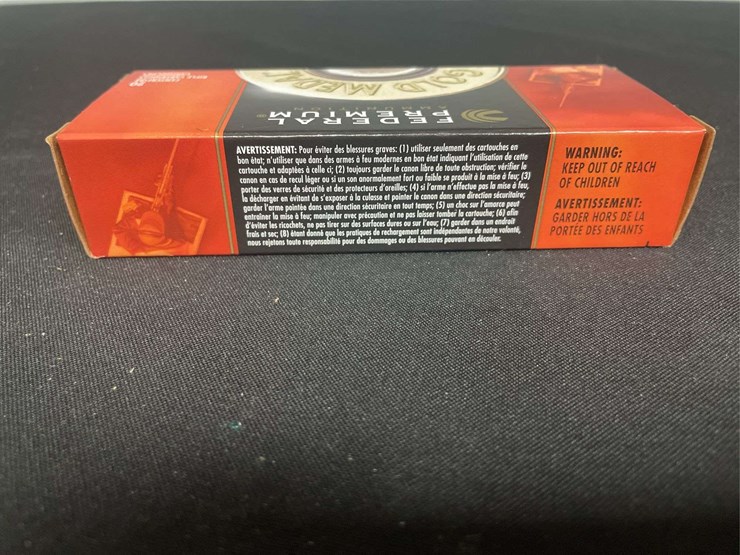 GOLD MEDAL
FEDERAL
PREMIUM®
AMMUNITION
AVERTISSEMENT: Pour éviter des blessures graves: (1) utiliser seulement des cartouches en
bon état; n'utiliser que dans des armes à feu modernes en bon état indiquant l'utilisation de cette
cartouche et adaptées à celle ci; (2) toujours garder le canon libre de toute obstruction; vérifier le
canon en cas de recul léger ou si un son anormalement fort ou faible se produit à la mise à feu; (3)
porter des verres de sécurité et des protecteurs d'oreilles; (4) si l'arme n'effectue pas la mise à feu,
la décharger en évitant de s'exposer à la culasse et pointer le canon dans une direction sécuritaire;
garder l'arme pointée dans une direction sécuritaire en tout temps; (5) un choc sur l'amorce peut
entraîner la mise à feu; manipuler avec précaution et ne pas laisser tomber la cartouche; (6) afin
d'éviter les ricochets, ne pas tirer sur des surfaces dures ou sur l'eau; (7) garder dans un endroit
frais et sec; (8) étant donné que les pratiques de rechargement sont indépendantes de notre volonté,
nous rejetons toute responsabilité pour des dommages ou des blessures pouvant en découler.
WARNING:
KEEP OUT OF REACH
OF CHILDREN
AVERTISSEMENT:
GARDER HORS DE LA
PORTÉE DES ENFANTS